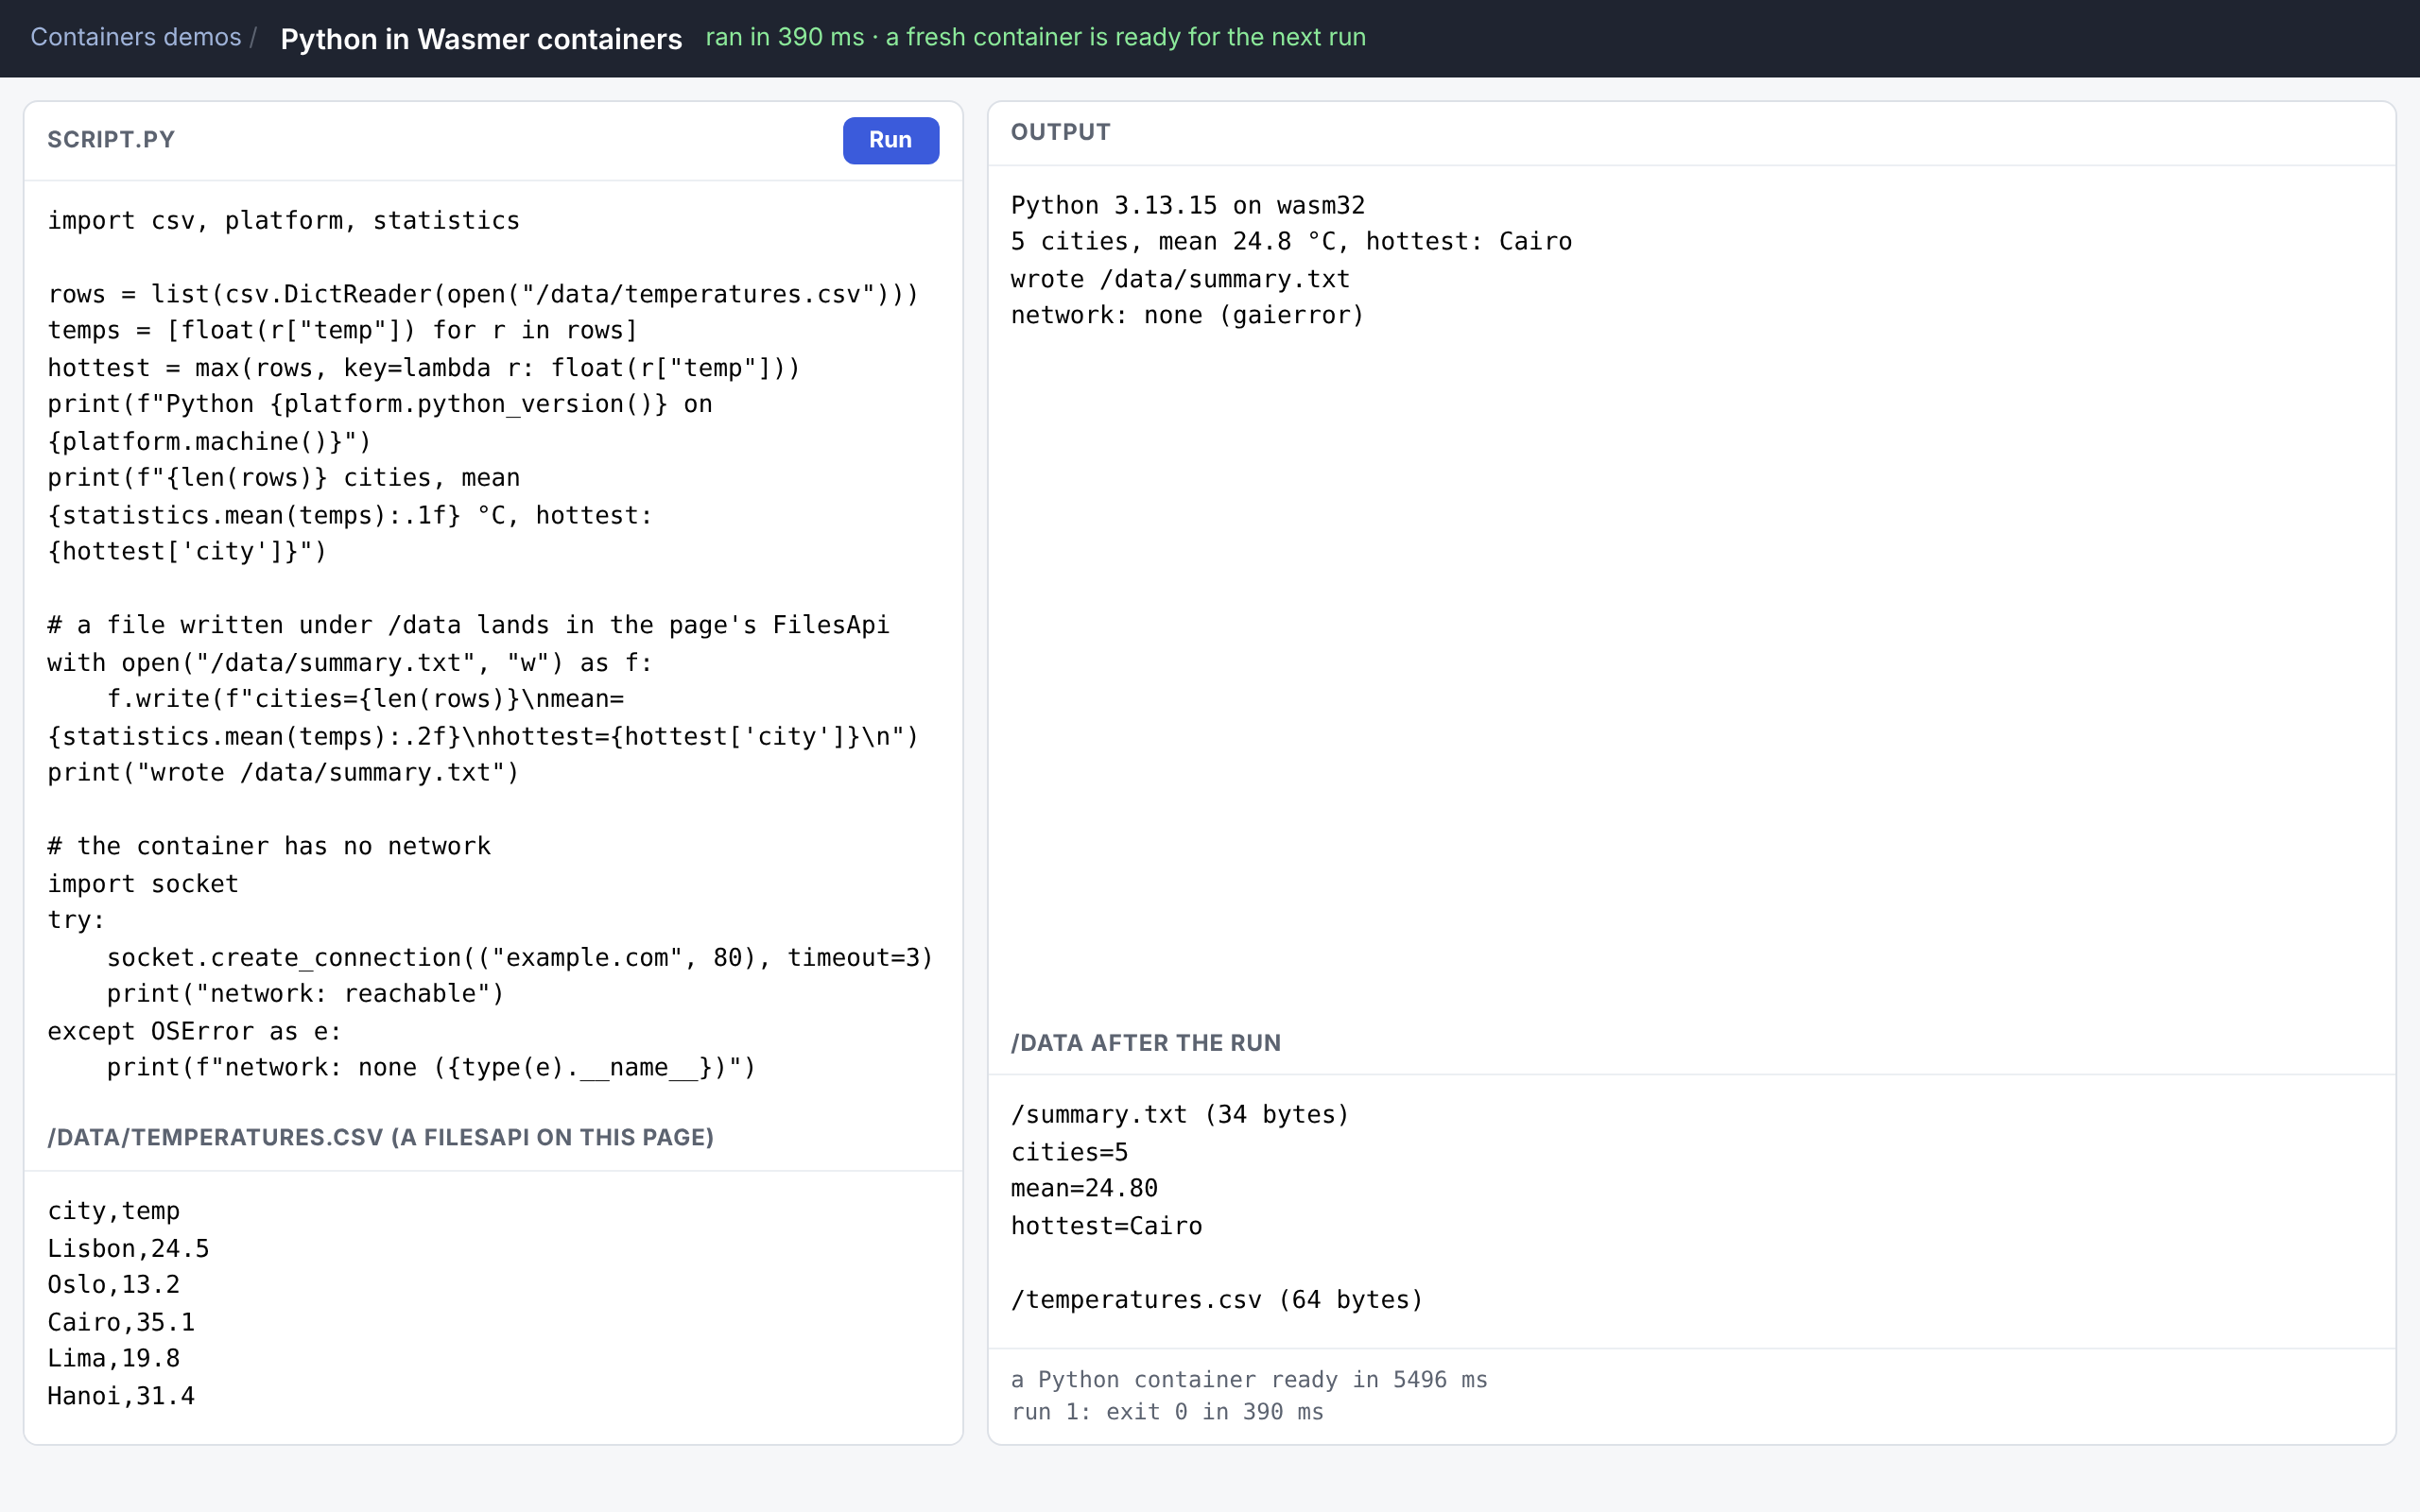 Containers demos / Python in Wasmer containers ran in 390 ms · a fresh container is ready for the next run
SCRIPT.PY
Run
import csv, platform, statistics
rows = list(csv.DictReader(open("/data/temperatures.csv")))
temps = [float(r["temp"]) for r in rows]
hottest = max(rows, key=lambda r: float(r["temp"]))
print(f"Python {platform.python_version()} on
{platform.machine()}")
print(f"{len(rows)} cities, mean
{statistics.mean(temps):.1f} °C, hottest:
{hottest['city']}")
# a file written under /data lands in the page's FilesApi
with open("/data/summary.txt", "w") as f:
    f.write(f"cities={len(rows)}\nmean=
{statistics.mean(temps):.2f}\nhottest={hottest['city']}\n")
print("wrote /data/summary.txt")
# the container has no network
import socket
try:
    socket.create_connection(("example.com", 80), timeout=3)
    print("network: reachable")
except OSError as e:
    print(f"network: none ({type(e).__name__})")
/DATA/TEMPERATURES.CSV (A FILESAPI ON THIS PAGE)
city,temp
Lisbon,24.5
Oslo,13.2
Cairo,35.1
Lima,19.8
Hanoi,31.4
OUTPUT
Python 3.13.15 on wasm32
5 cities, mean 24.8 °C, hottest: Cairo
wrote /data/summary.txt
network: none (gaierror)
/DATA AFTER THE RUN
/summary.txt (34 bytes)
cities=5
mean=24.80
hottest=Cairo
/temperatures.csv (64 bytes)
a Python container ready in 5496 ms
run 1: exit 0 in 390 ms